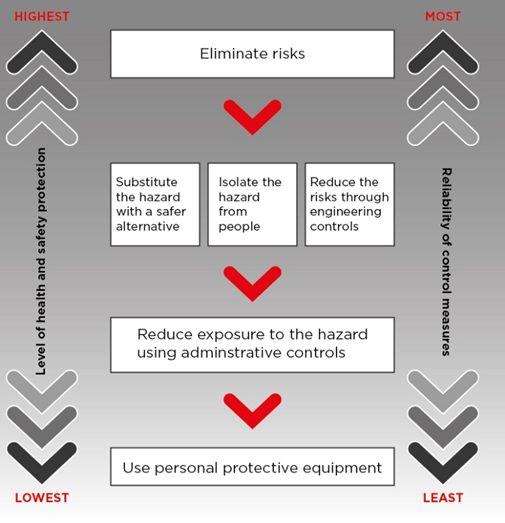 HIGHEST
MOST
Eliminate risks
Level of health and safety protection
Reliability of control measures
Substitute
the hazard
with a safer
alternative
Isolate the
hazard
from
people
Reduce the
risks through
engineering
controls
Reduce exposure to the hazard
using adminstrative controls
Use personal protective equipment
LOWEST
LEAST